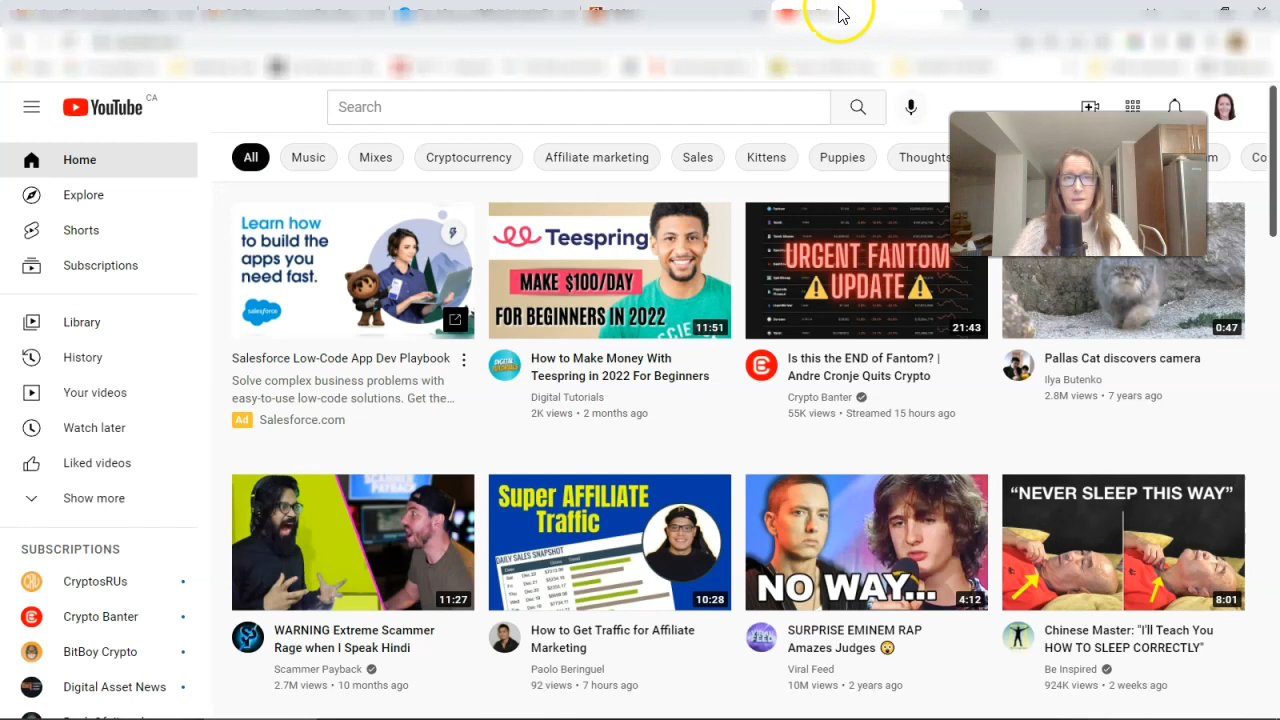 YouTube CA
Search
Home
Explore
Shorts
Subscriptions
Library
History
Your videos
Watch later
Liked videos
Show more
SUBSCRIPTIONS
CryptosRUs
Crypto Banter
BitBoy Crypto
Digital Asset News
All
Music
Mixes
Cryptocurrency
Affiliate marketing
Sales
Kittens
Puppies
Thoughts
Co
Learn how
to build the
apps you
need fast.
salesforce
Salesforce Low-Code App Dev Playbook
Solve complex business problems with
easy-to-use low-code solutions. Get the...
Ad Salesforce.com
Teespring
MAKE $100/DAY
FOR BEGINNERS IN 2022
11:51
How to Make Money With
Teespring in 2022 For Beginners
Digital Tutorials
2K views • 2 months ago
URGENT FANTOM
UPDATE
21:43
Is this the END of Fantom? |
Andre Cronje Quits Crypto
Crypto Banter
55K views • Streamed 15 hours ago
0:47
Pallas Cat discovers camera
Ilya Butenko
2.8M views • 7 years ago
11:27
WARNING Extreme Scammer
Rage when I Speak Hindi
Scammer Payback
2.7M views • 10 months ago
Super AFFILIATE
Traffic
DAILY SALES SNAPSHOT
10:28
How to Get Traffic for Affiliate
Marketing
Paolo Beringuel
92 views • 7 hours ago
NO WAY...
4:12
SURPRISE EMINEM RAP
Amazes Judges 😮
Viral Feed
10M views • 2 years ago
"NEVER SLEEP THIS WAY"
8:01
Chinese Master: "I'll Teach You
HOW TO SLEEP CORRECTLY"
Be Inspired
924K views • 2 weeks ago